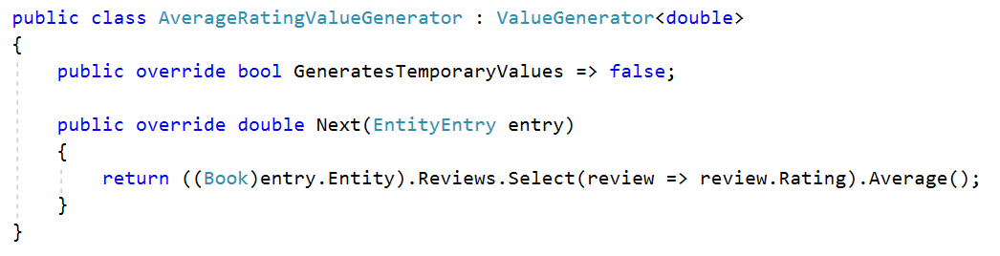 public class AverageRatingValueGenerator : ValueGenerator<double>
{
    public override bool GeneratesTemporaryValues => false;

    public override double Next(EntityEntry entry)
    {
        return ((Book)entry.Entity).Reviews.Select(review => review.Rating).Average();
    }
}